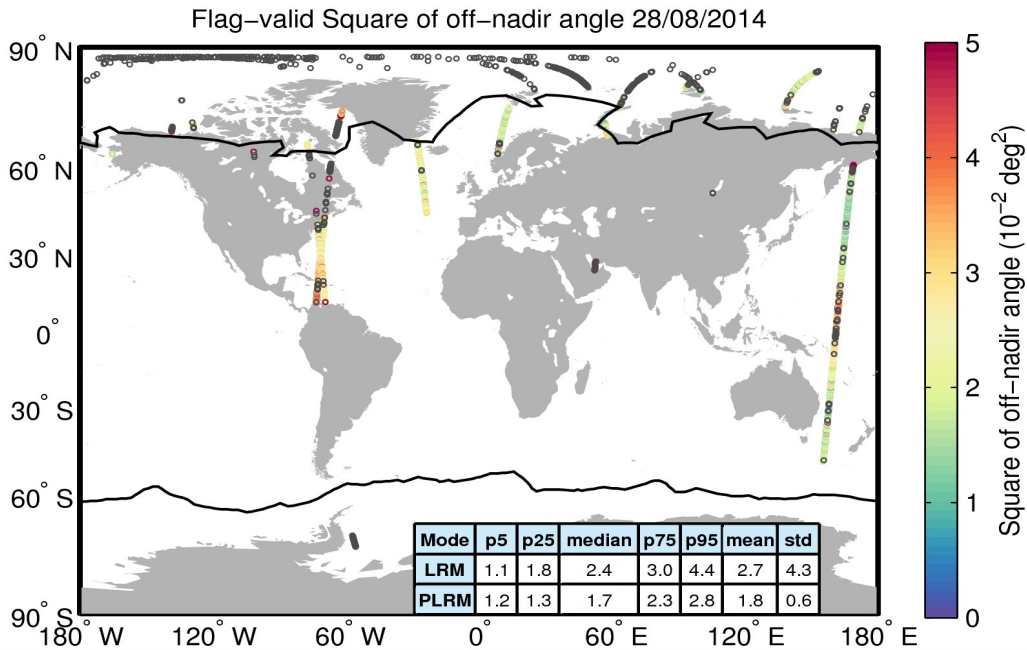 Flag−valid Square of off−nadir angle 28/08/2014
90° N
60° N
30° N
0°
30° S
60° S
90° S
180° W 120° W 60° W 0° 60° E 120° E 180° E
Mode p5 p25 median p75 p95 mean std
LRM 1.1 1.8 2.4 3.0 4.4 2.7 4.3
PLRM 1.2 1.3 1.7 2.3 2.8 1.8 0.6
5
4
3
2
1
0
Square of off−nadir angle (10⁻² deg²)